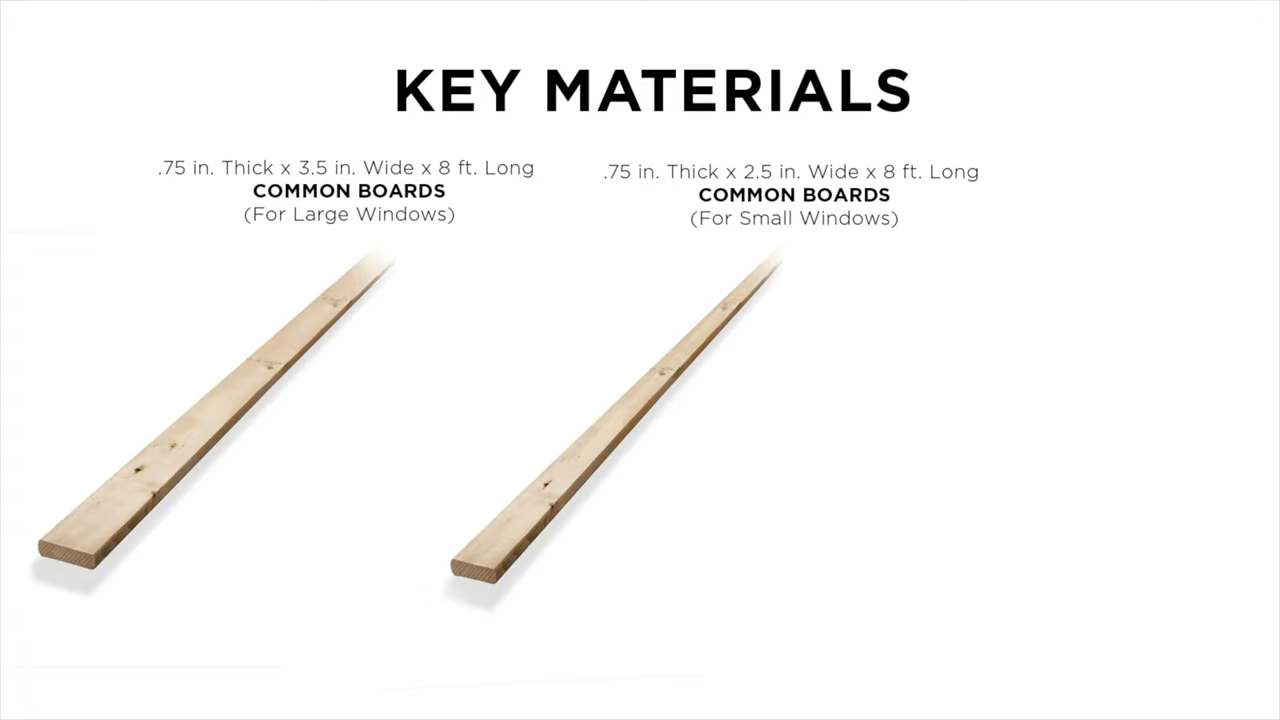 KEY MATERIALS
.75 in. Thick x 3.5 in. Wide x 8 ft. Long
COMMON BOARDS
(For Large Windows)
.75 in. Thick x 2.5 in. Wide x 8 ft. Long
COMMON BOARDS
(For Small Windows)